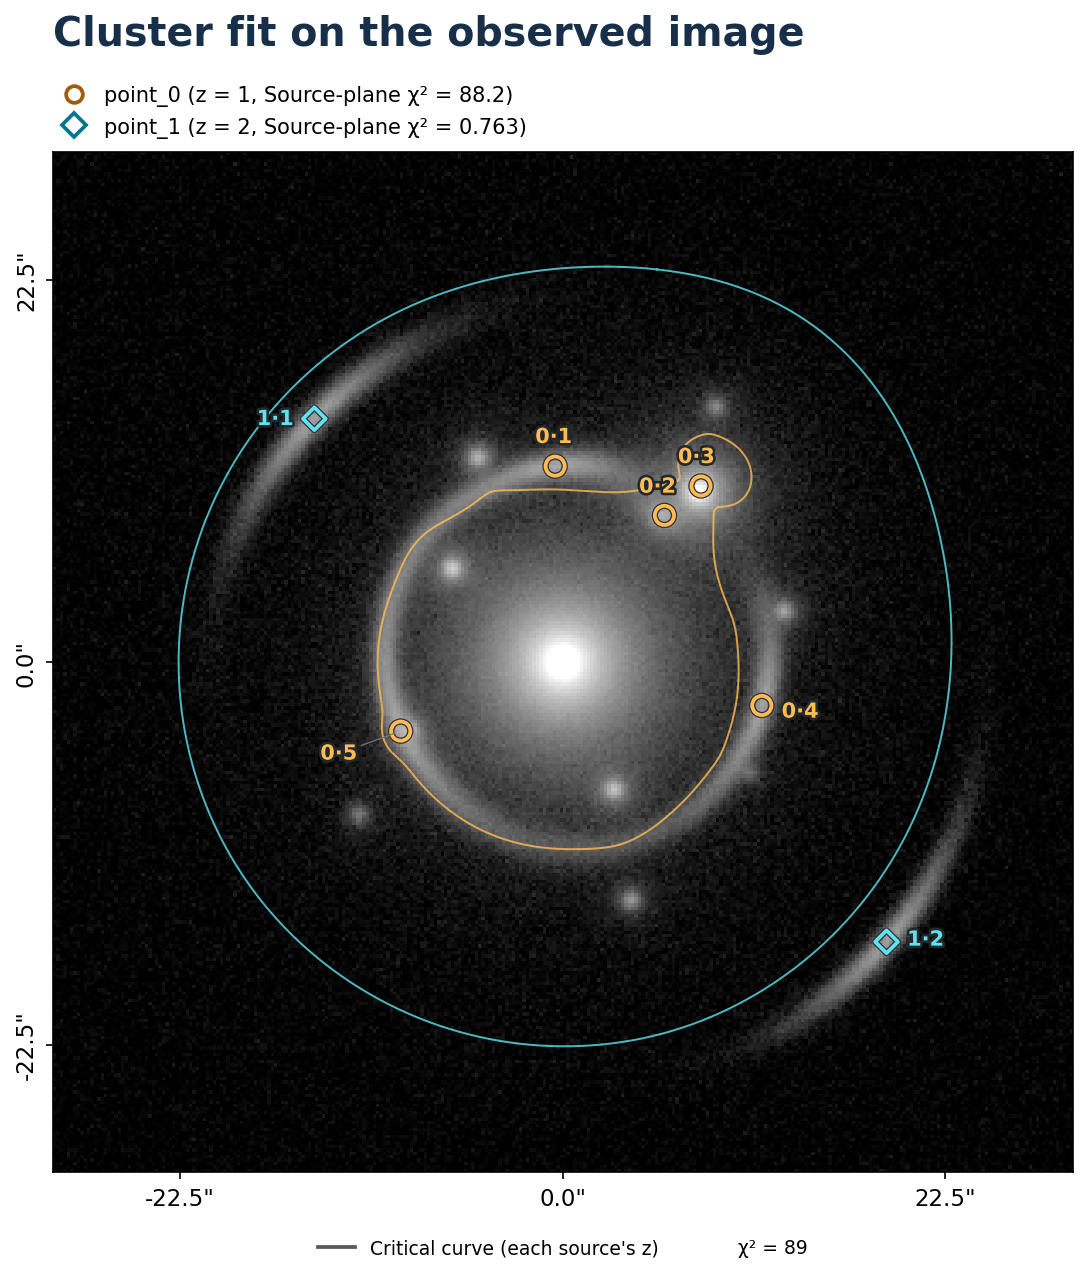 Cluster fit on the observed image
point_0 (z = 1, Source-plane χ² = 88.2)
point_1 (z = 2, Source-plane χ² = 0.763)
22.5"
0.0"
-22.5"
1·1
0·1
0·3
0·2
0·4
0·5
1·2
-22.5" 0.0" 22.5"
Critical curve (each source's z) χ² = 89